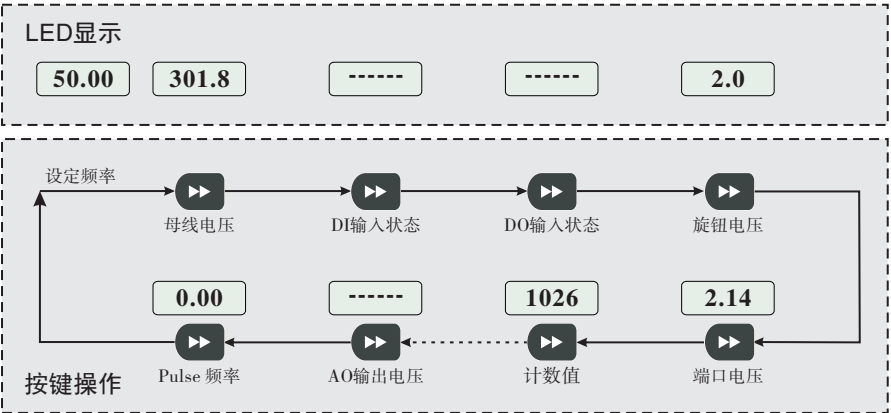 LED显示
50.00 301.8 ------ ------ 2.0
设定频率
母线电压 DI输入状态 DO输入状态 旋钮电压
0.00 ------ 1026 2.14
Pulse 频率 AO输出电压 计数值 端口电压
按键操作